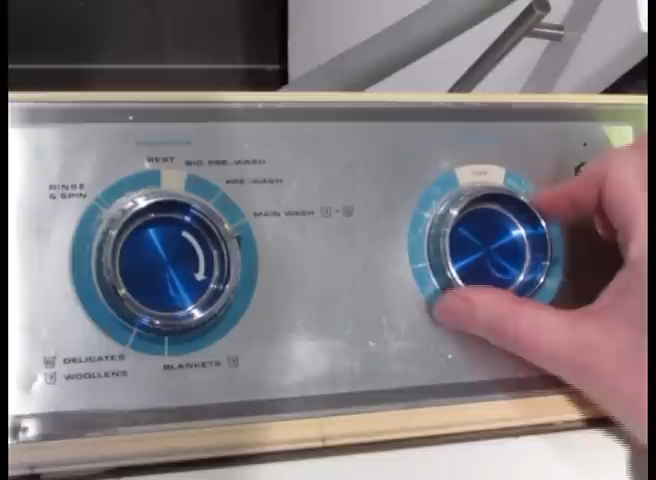 REST
BIO PRE-WASH
PRE-WASH
RINSE
& SPIN
MAIN WASH
OFF
DELICATES
WOOLLENS
BLANKETS